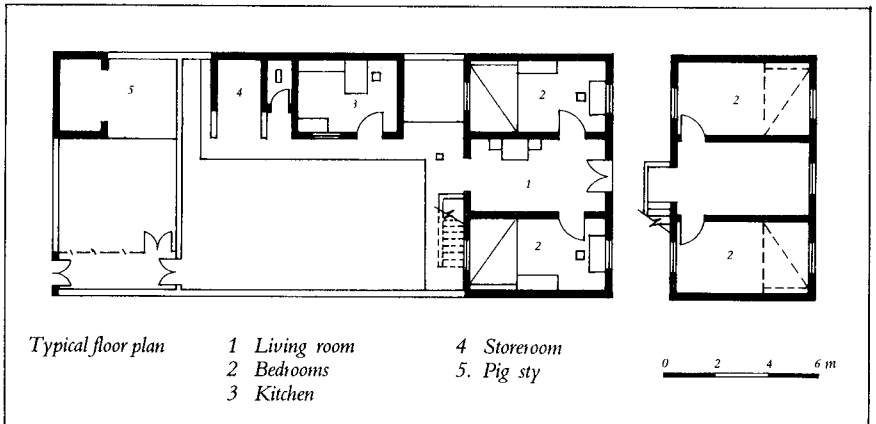 5
4
3
2
2
1
2
2
Typical floor plan
1 Living room
2 Bedrooms
3 Kitchen
4 Storeroom
5. Pig sty
0 2 4 6 m